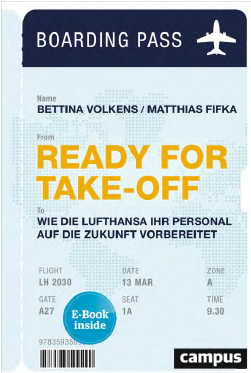 BOARDING PASS
Name
BETTINA VOLKENS / MATTHIAS FIFKA
From
READY FOR
TAKE-OFF
To
WIE DIE LUFTHANSA IHR PERSONAL
AUF DIE ZUKUNFT VORBEREITET
FLIGHT DATE ZONE
LH 2030 13 MAR A
GATE SEAT TIME
A27 1A 9.30
E-Book
inside
campus